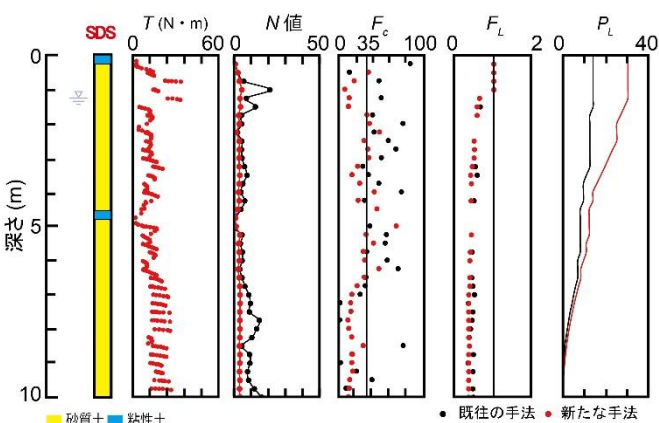 SDS
T (N・m)
N 値
Fc
FL
PL
0 60
0 50
0 35 100
0 2
0 40
0
5
10
深さ (m)
砂質土 粘性土
• 既往の手法 • 新たな手法